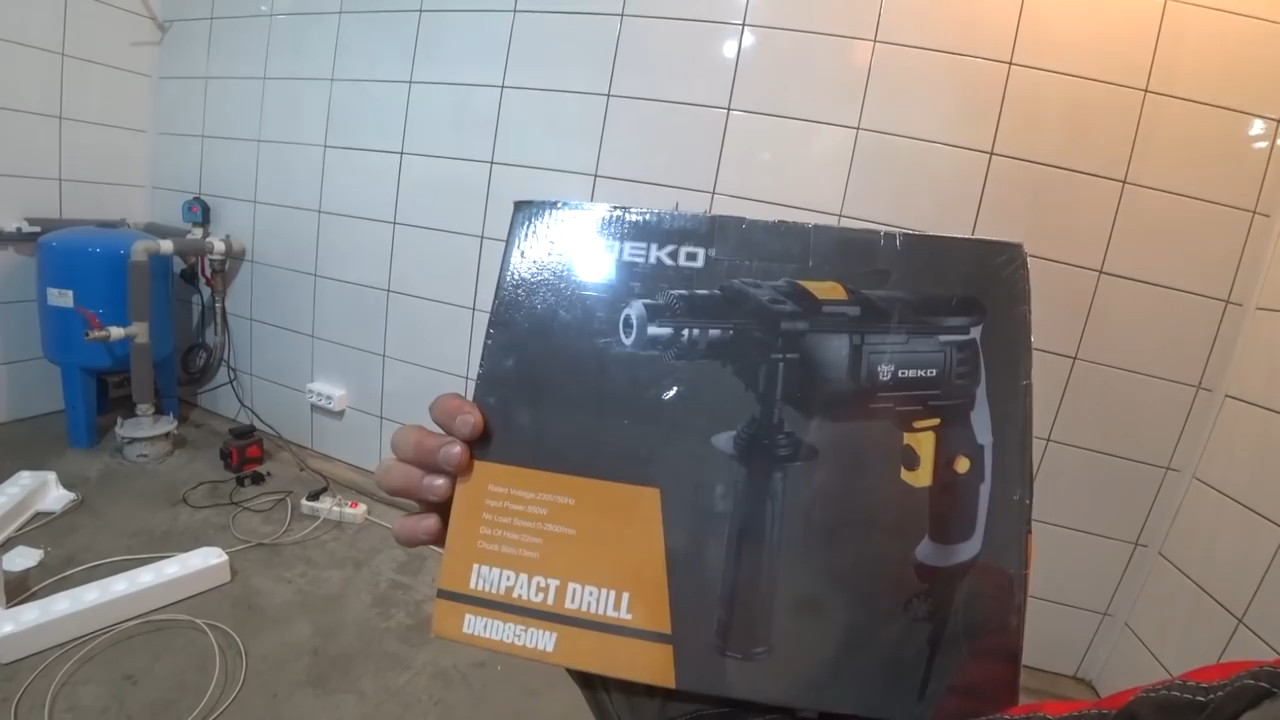 DEKO
DEKO
Rated Voltage:230V/50Hz
Input Power:850W
No Load Speed:0-2800/min
Dia Of Hole:22mm
Chuck Size:13mm
IMPACT DRILL
DKID850W